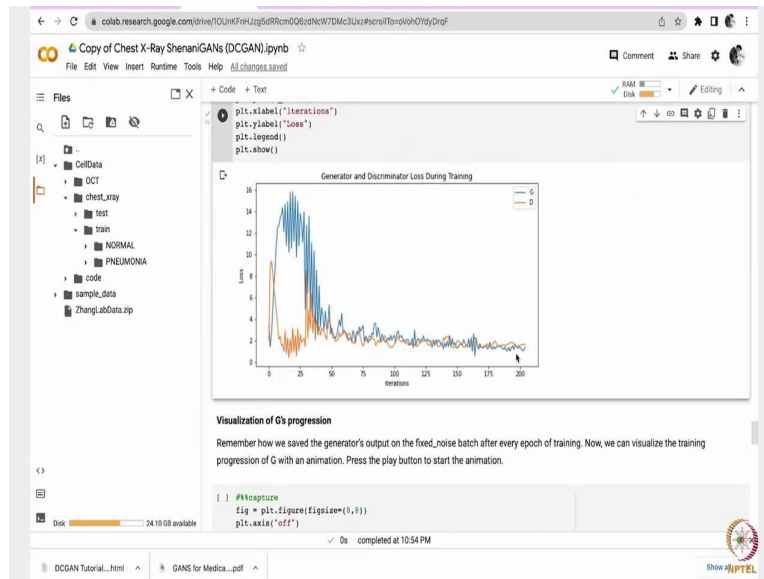 colab.research.google.com/drive/1OUnKFnHJzg5dRRcm0Q6zdNcW7DMc3Uxz#scrollTo=oVohOYdyDrqF
CO Copy of Chest X-Ray ShenaniGANs (DCGAN).ipynb
Comment Share
File Edit View Insert Runtime Tools Help All changes saved
Files
+ Code + Text
RAM
Disk
Editing
{x}
..
CellData
OCT
chest_xray
test
train
NORMAL
PNEUMONIA
code
sample_data
ZhangLabData.zip
plt.xlabel("iterations")
plt.ylabel("Loss")
plt.legend()
plt.show()
Generator and Discriminator Loss During Training
G
D
16
14
12
10
8
6
4
2
0
Loss
0 25 50 75 100 125 150 175 200
iterations
Visualization of G's progression
Remember how we saved the generator's output on the fixed_noise batch after every epoch of training. Now, we can visualize the training
progression of G with an animation. Press the play button to start the animation.
[ ] #%%capture
fig = plt.figure(figsize=(8,8))
plt.axis("off")
Disk 24.10 GB available
0s completed at 10:54 PM
DCGAN Tutorial....html
GANS for Medica....pdf
Show
NPTEL